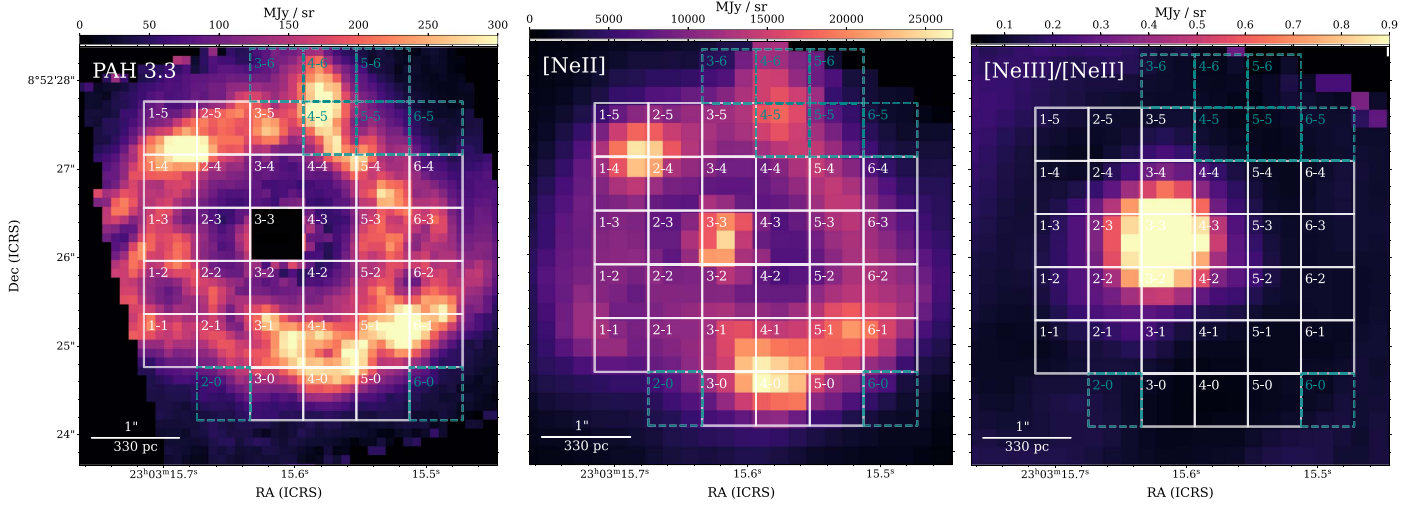 MJy / sr
0 50 100 150 200 250 300
PAH 3.3
3-6 4-6 5-6
1-5 2-5 3-5 4-5 5-5 6-5
1-4 2-4 3-4 4-4 5-4 6-4
1-3 2-3 3-3 4-3 5-3 6-3
1-2 2-2 3-2 4-2 5-2 6-2
1-1 2-1 3-1 4-1 5-1 6-1
2-0 3-0 4-0 5-0 6-0
1"
330 pc
8°52'28"
27"
26"
25"
24"
Dec (ICRS)
23h03m15.7s 15.6s 15.5s
RA (ICRS)
MJy / sr
0 5000 10000 15000 20000 25000
[NeII]
3-6 4-6 5-6
1-5 2-5 3-5 4-5 5-5 6-5
1-4 2-4 3-4 4-4 5-4 6-4
1-3 2-3 3-3 4-3 5-3 6-3
1-2 2-2 3-2 4-2 5-2 6-2
1-1 2-1 3-1 4-1 5-1 6-1
2-0 3-0 4-0 5-0 6-0
1"
330 pc
23h03m15.7s 15.6s 15.5s
RA (ICRS)
MJy / sr
0.1 0.2 0.3 0.4 0.5 0.6 0.7 0.8 0.9
[NeIII]/[NeII]
3-6 4-6 5-6
1-5 2-5 3-5 4-5 5-5 6-5
1-4 2-4 3-4 4-4 5-4 6-4
1-3 2-3 3-3 4-3 5-3 6-3
1-2 2-2 3-2 4-2 5-2 6-2
1-1 2-1 3-1 4-1 5-1 6-1
2-0 3-0 4-0 5-0 6-0
1"
330 pc
23h03m15.7s 15.6s 15.5s
RA (ICRS)